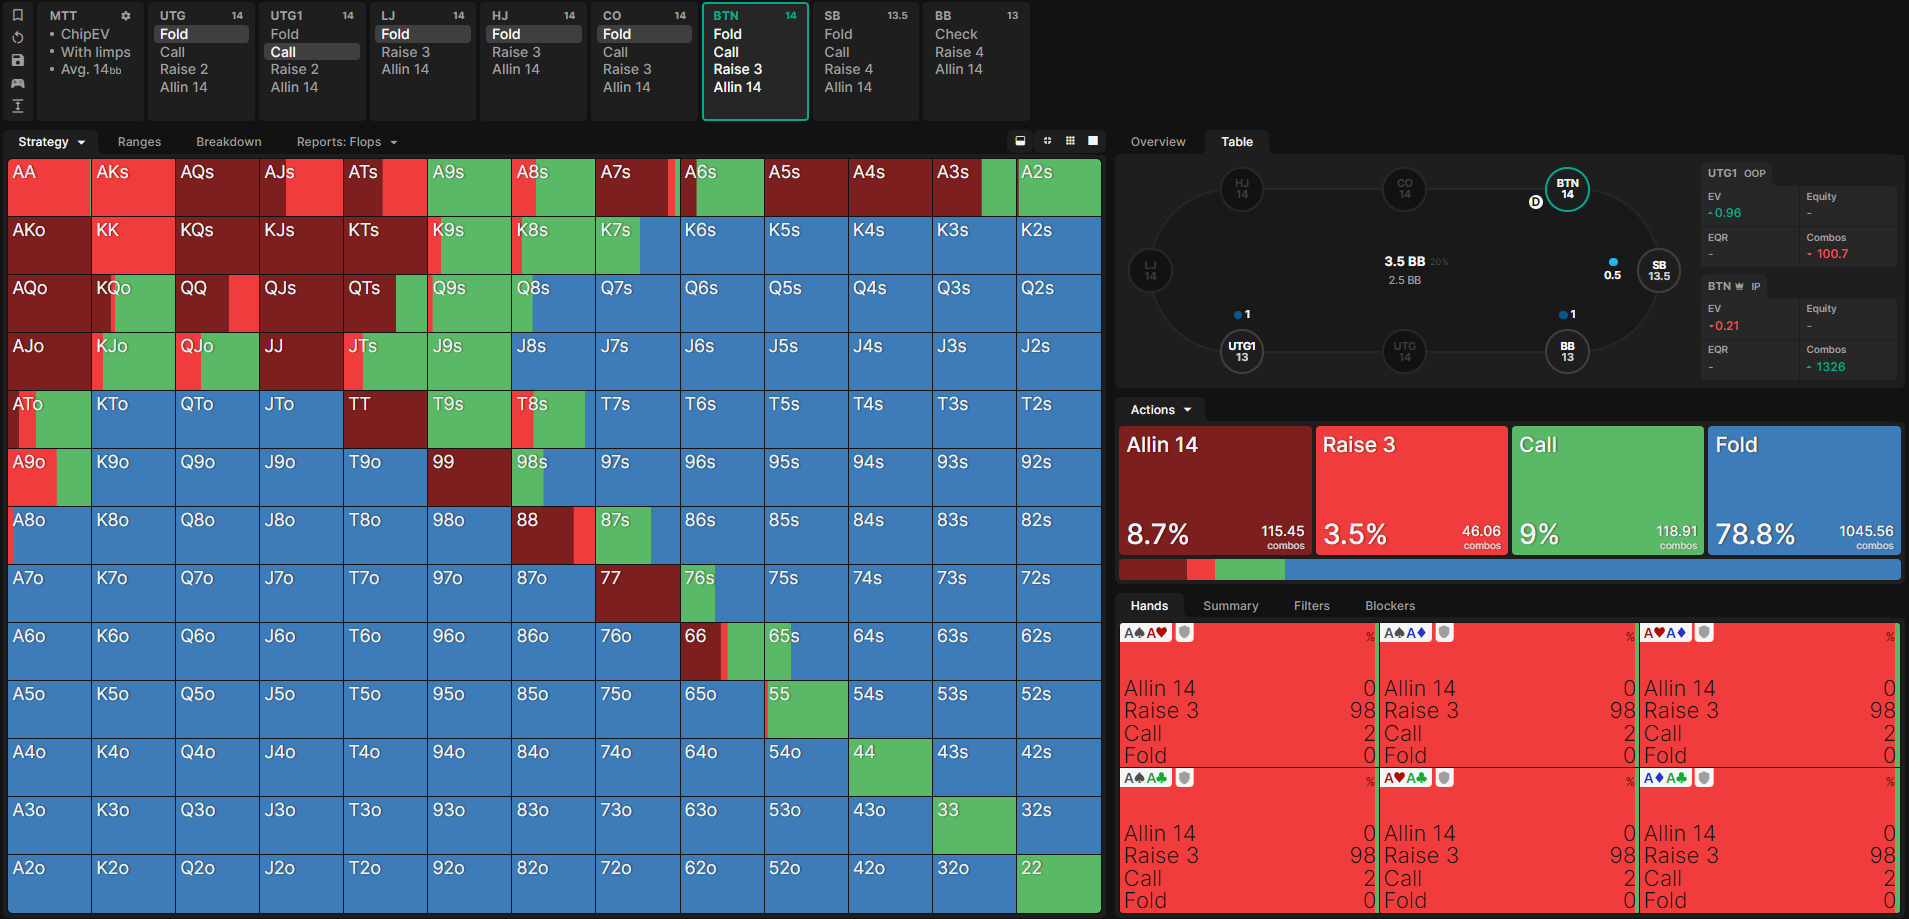 MTT
• ChipEV
• With limps
• Avg. 14bb
UTG 14
Fold
Call
Raise 2
Allin 14
UTG1 14
Fold
Call
Raise 2
Allin 14
LJ 14
Fold
Raise 3
Allin 14
HJ 14
Fold
Raise 3
Allin 14
CO 14
Fold
Call
Raise 3
Allin 14
BTN 14
Fold
Call
Raise 3
Allin 14
SB 13.5
Fold
Call
Raise 4
Allin 14
BB 13
Check
Raise 4
Allin 14
Strategy Ranges Breakdown Reports: Flops
AA AKs AQs AJs ATs A9s A8s A7s A6s A5s A4s A3s A2s
AKo KK KQs KJs KTs K9s K8s K7s K6s K5s K4s K3s K2s
AQo KQo QQ QJs QTs Q9s Q8s Q7s Q6s Q5s Q4s Q3s Q2s
AJo KJo QJo JJ JTs J9s J8s J7s J6s J5s J4s J3s J2s
ATo KTo QTo JTo TT T9s T8s T7s T6s T5s T4s T3s T2s
A9o K9o Q9o J9o T9o 99 98s 97s 96s 95s 94s 93s 92s
A8o K8o Q8o J8o T8o 98o 88 87s 86s 85s 84s 83s 82s
A7o K7o Q7o J7o T7o 97o 87o 77 76s 75s 74s 73s 72s
A6o K6o Q6o J6o T6o 96o 86o 76o 66 65s 64s 63s 62s
A5o K5o Q5o J5o T5o 95o 85o 75o 65o 55 54s 53s 52s
A4o K4o Q4o J4o T4o 94o 84o 74o 64o 54o 44 43s 42s
A3o K3o Q3o J3o T3o 93o 83o 73o 63o 53o 43o 33 32s
A2o K2o Q2o J2o T2o 92o 82o 72o 62o 52o 42o 32o 22
Overview Table
HJ
14
CO
14
BTN
14
D
LJ
14
3.5 BB 20%
2.5 BB
0.5
SB
13.5
1
UTG1
13
UTG
14
1
BB
13
UTG1 OOP
EV Equity
-0.96 -
EQR Combos
- 100.7
BTN IP
EV Equity
-0.21 -
EQR Combos
- 1326
Actions
Allin 14
8.7% 115.45
combos
Raise 3
3.5% 46.06
combos
Call
9% 118.91
combos
Fold
78.8% 1045.56
combos
Hands Summary Filters Blockers
A♠A♥ % A♠A♦ % A♥A♦ %
Allin 14 0 Allin 14 0 Allin 14 0
Raise 3 98 Raise 3 98 Raise 3 98
Call 2 Call 2 Call 2
Fold 0 Fold 0 Fold 0
A♠A♣ % A♥A♣ % A♦A♣ %
Allin 14 0 Allin 14 0 Allin 14 0
Raise 3 98 Raise 3 98 Raise 3 98
Call 2 Call 2 Call 2
Fold 0 Fold 0 Fold 0